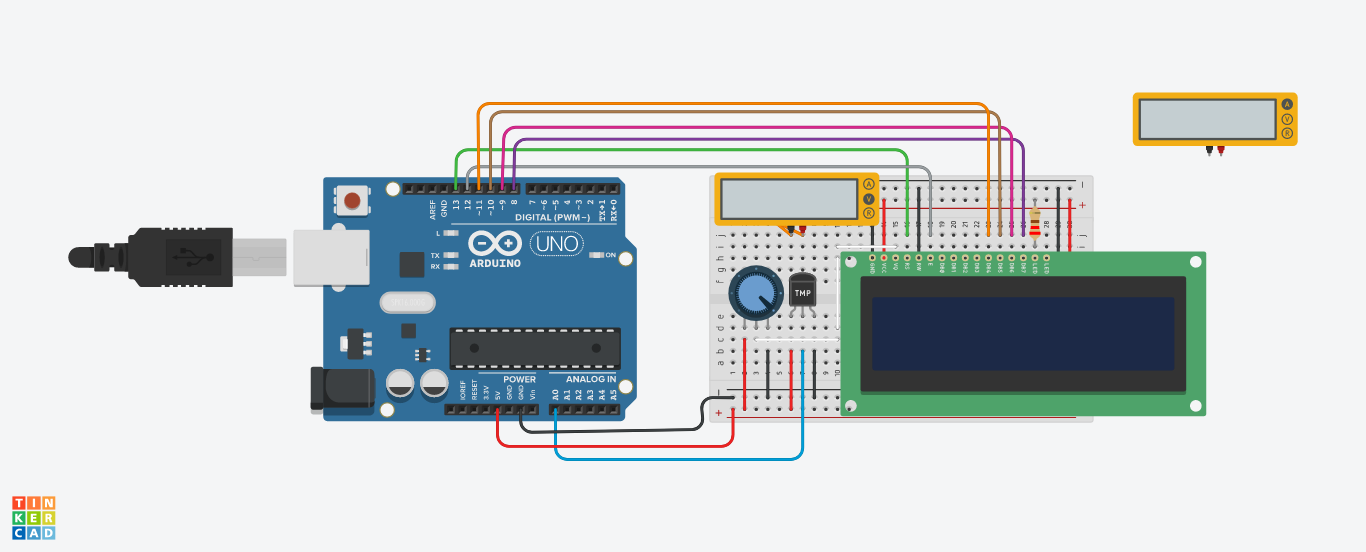 A
V
R
A
V
R
AREF
GND
13
12
~11
~10
~9
8
7
~6
~5
4
~3
2
TX→1
RX←0
DIGITAL (PWM~)
L
TX
RX
ARDUINO
UNO
ON
POWER
ANALOG IN
IOREF
RESET
3.3V
5V
GND
GND
Vin
A0
A1
A2
A3
A4
A5
TMP
GND
VCC
V0
RS
RW
E
DB0
DB1
DB2
DB3
DB4
DB5
DB6
DB7
LED
LED
TIN
KER
CAD